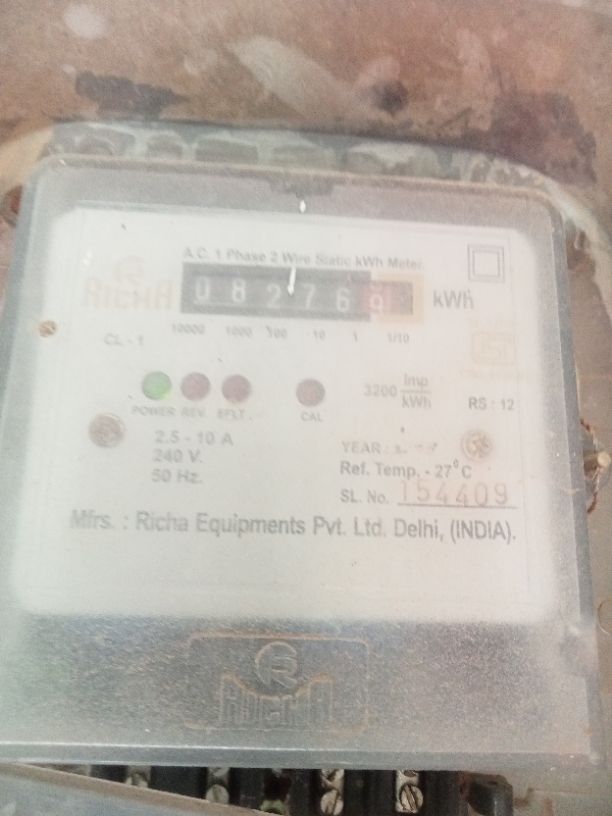 A.C. 1 Phase 2 Wire Static kWh Meter.
RICHA
0 8 2 7 6 9 kWh
10000 1000 100 10 1 1/10
CL - 1
ISI
3200 Imp/kWh
RS : 12
POWER REV. EFLT. CAL
2.5 - 10 A
240 V.
50 Hz.
YEAR :
Ref. Temp. - 27°C
SL. No. 154409
Mfrs. : Richa Equipments Pvt. Ltd. Delhi, (INDIA).
RICHA